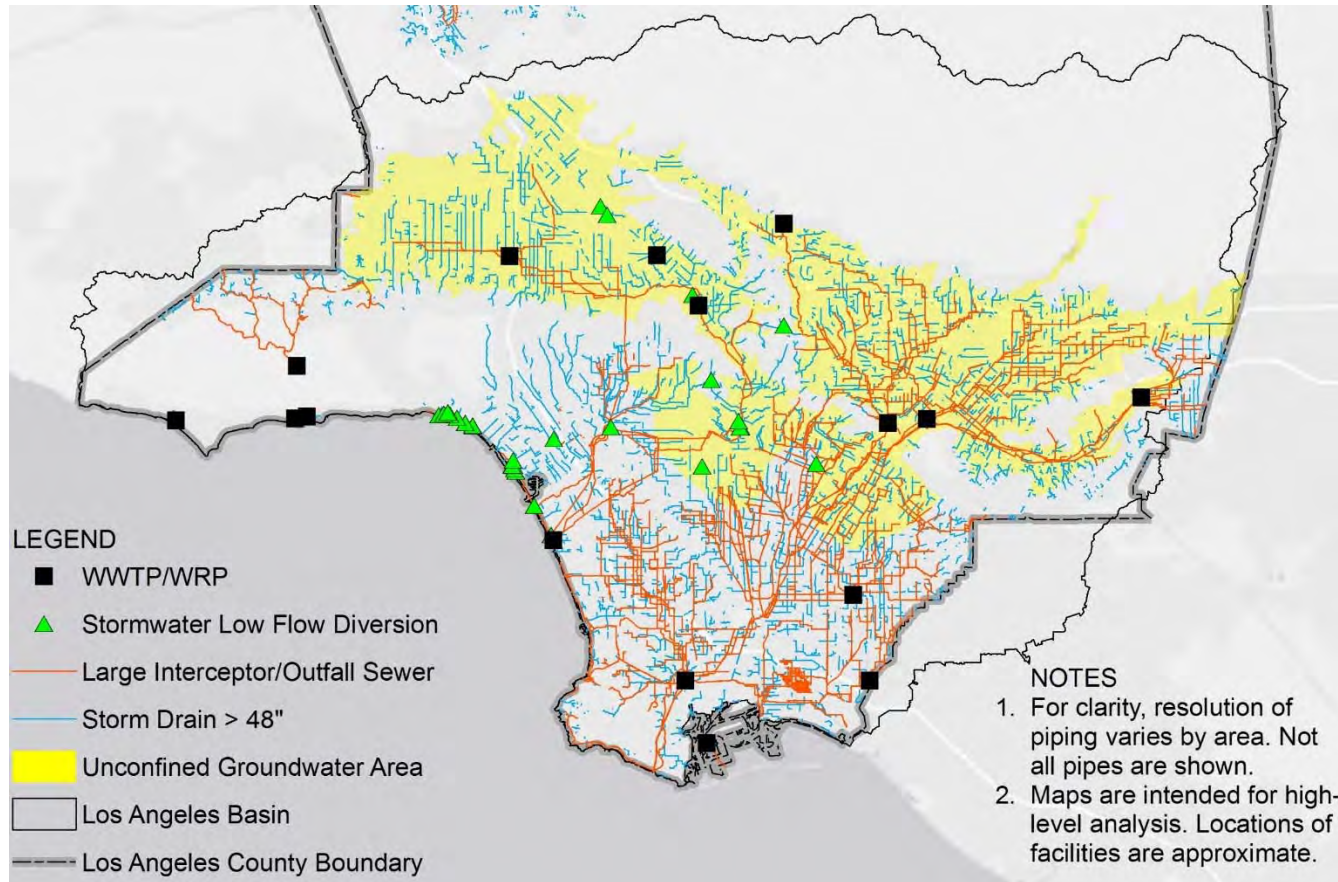 LEGEND
WWTP/WRP
Stormwater Low Flow Diversion
Large Interceptor/Outfall Sewer
Storm Drain > 48"
Unconfined Groundwater Area
Los Angeles Basin
Los Angeles County Boundary
NOTES
1. For clarity, resolution of
piping varies by area. Not
all pipes are shown.
2. Maps are intended for high-
level analysis. Locations of
facilities are approximate.